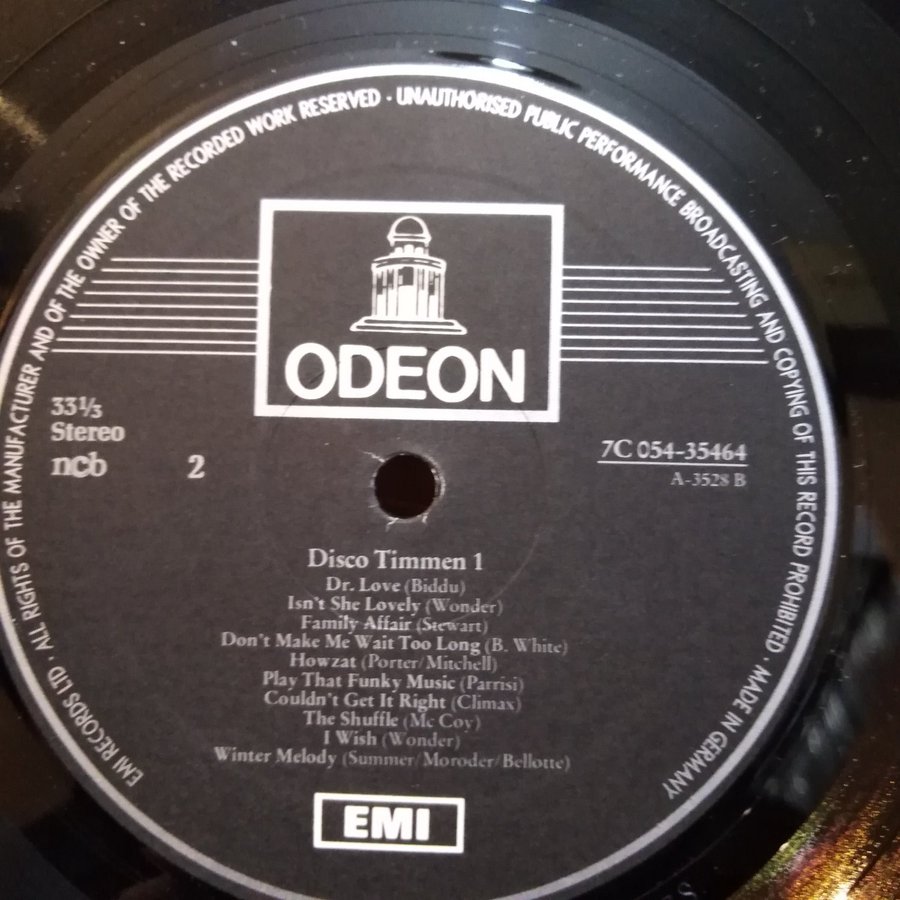 EMI RECORDS LTD · ALL RIGHTS OF THE MANUFACTURER AND OF THE OWNER OF THE RECORDED WORK RESERVED · UNAUTHORISED PUBLIC PERFORMANCE BROADCASTING AND COPYING OF THIS RECORD PROHIBITED · MADE IN GERMANY
ODEON
33⅓
Stereo
ncb
2
7C 054-35464
A-3528 B
Disco Timmen 1
Dr. Love (Biddu)
Isn't She Lovely (Wonder)
Family Affair (Stewart)
Don't Make Me Wait Too Long (B. White)
Howzat (Porter/Mitchell)
Play That Funky Music (Parrisi)
Couldn't Get It Right (Climax)
The Shuffle (Mc Coy)
I Wish (Wonder)
Winter Melody (Summer/Moroder/Bellotte)
EMI